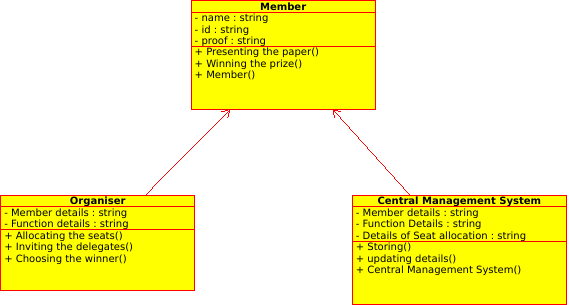 Member
- name : string
- id : string
- proof : string
+ Presenting the paper()
+ Winning the prize()
+ Member()
Organiser
- Member details : string
- Function details : string
+ Allocating the seats()
+ Inviting the delegates()
+ Choosing the winner()
Central Management System
- Member details : string
- Function Details : string
- Details of Seat allocation : string
+ Storing()
+ updating details()
+ Central Management System()